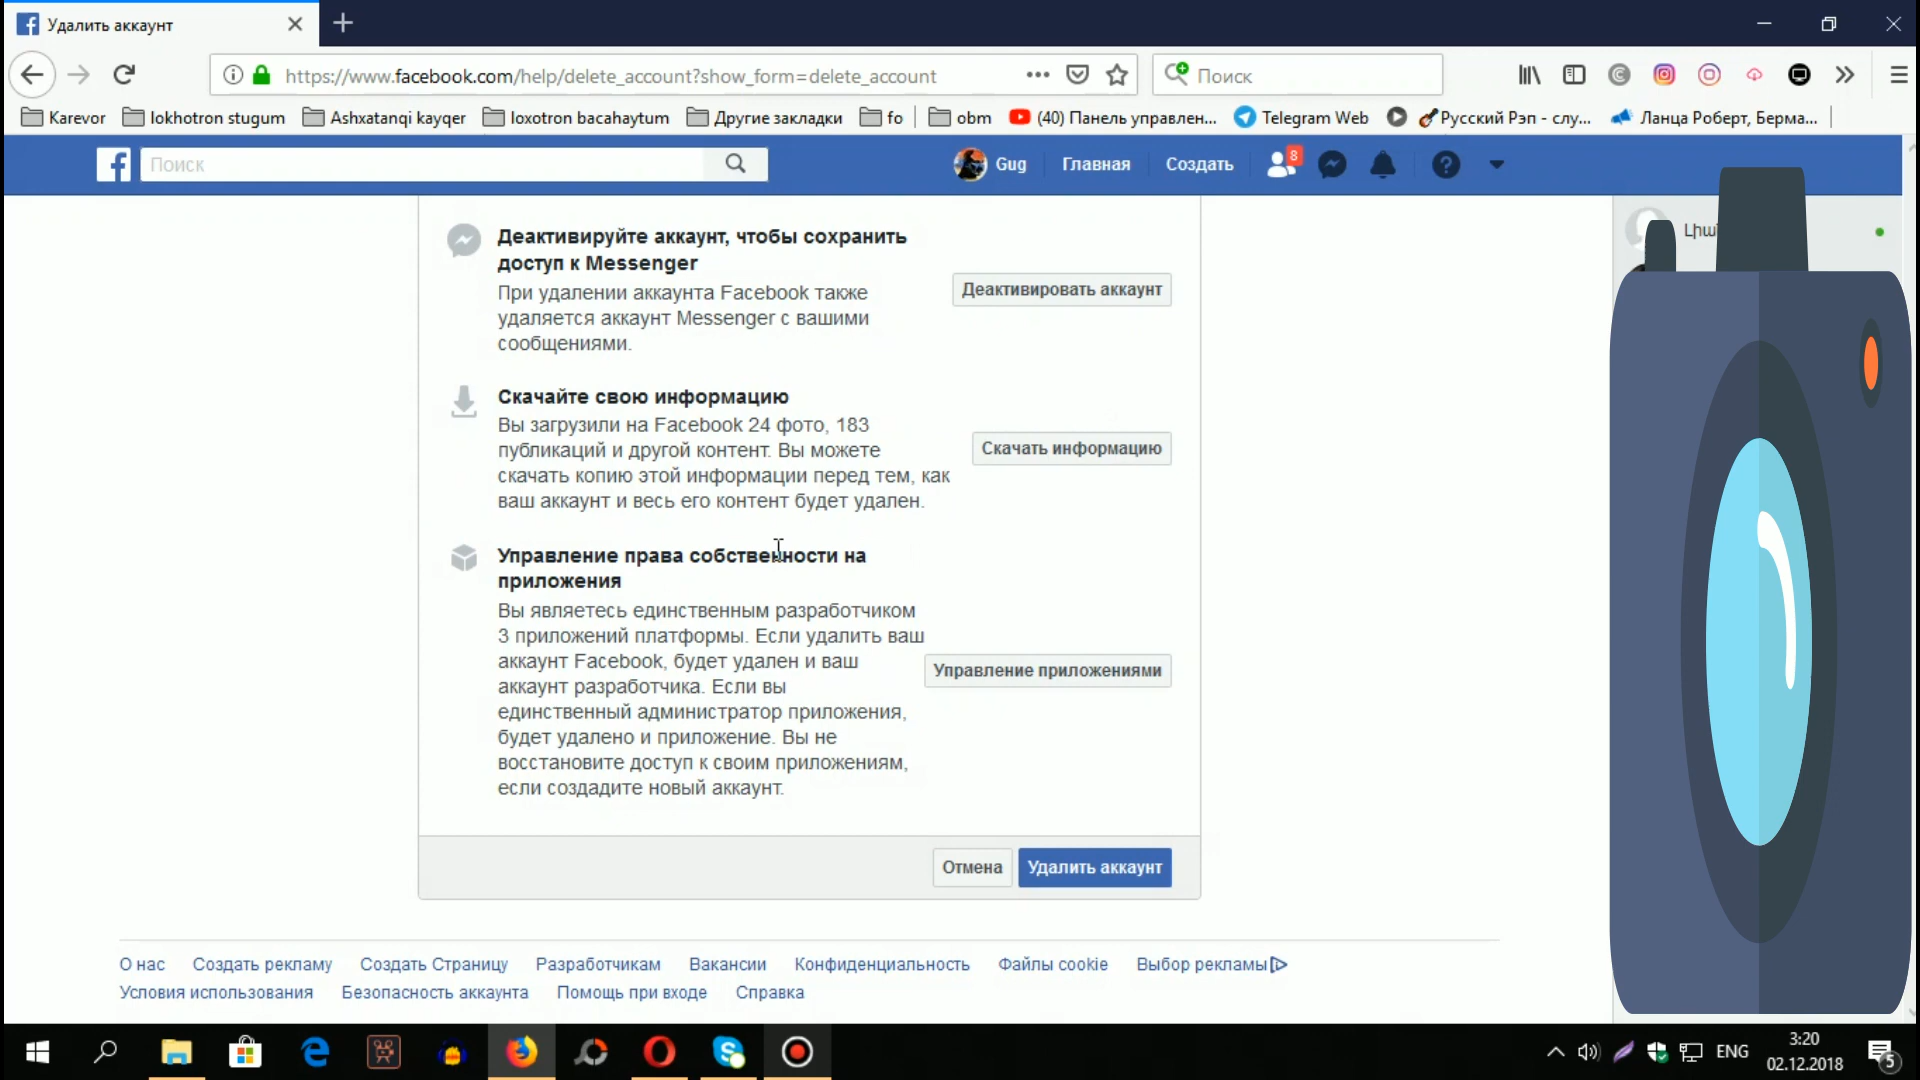 Удалить аккаунт
https://www.facebook.com/help/delete_account?show_form=delete_account
Поиск
Karevor
lokhotron stugum
Ashxatanqi kayqer
loxotron bacahaytum
Другие закладки
fo
obm
(40) Панель управлен...
Telegram Web
Русский Рэп - слу...
Ланца Роберт, Берма...
Поиск
Gug
Главная
Создать
8
Деактивируйте аккаунт, чтобы сохранить
доступ к Messenger
При удалении аккаунта Facebook также
удаляется аккаунт Messenger с вашими
сообщениями.
Деактивировать аккаунт
Скачайте свою информацию
Вы загрузили на Facebook 24 фото, 183
публикаций и другой контент. Вы можете
скачать копию этой информации перед тем, как
ваш аккаунт и весь его контент будет удален.
Скачать информацию
Управление права собственности на
приложения
Вы являетесь единственным разработчиком
3 приложений платформы. Если удалить ваш
аккаунт Facebook, будет удален и ваш
аккаунт разработчика. Если вы
единственный администратор приложения,
будет удалено и приложение. Вы не
восстановите доступ к своим приложениям,
если создадите новый аккаунт.
Управление приложениями
Отмена
Удалить аккаунт
О нас
Создать рекламу
Создать Страницу
Разработчикам
Вакансии
Конфиденциальность
Файлы cookie
Выбор рекламы
Условия использования
Безопасность аккаунта
Помощь при входе
Справка
ENG
3:20
02.12.2018
5